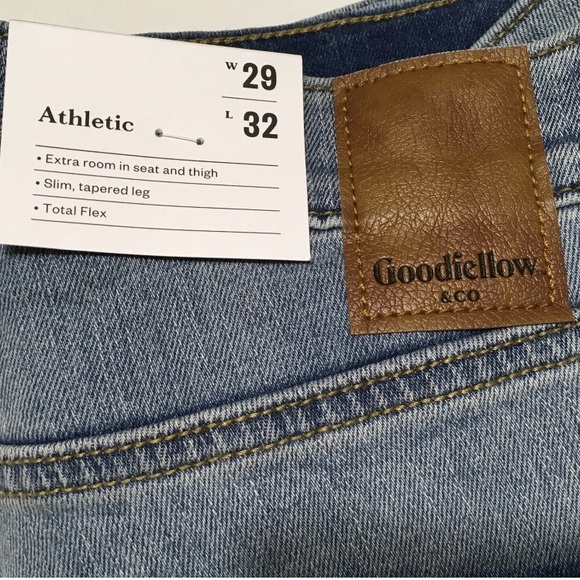 W 29
L 32
Athletic
• Extra room in seat and thigh
• Slim, tapered leg
• Total Flex
Goodfellow
& CO